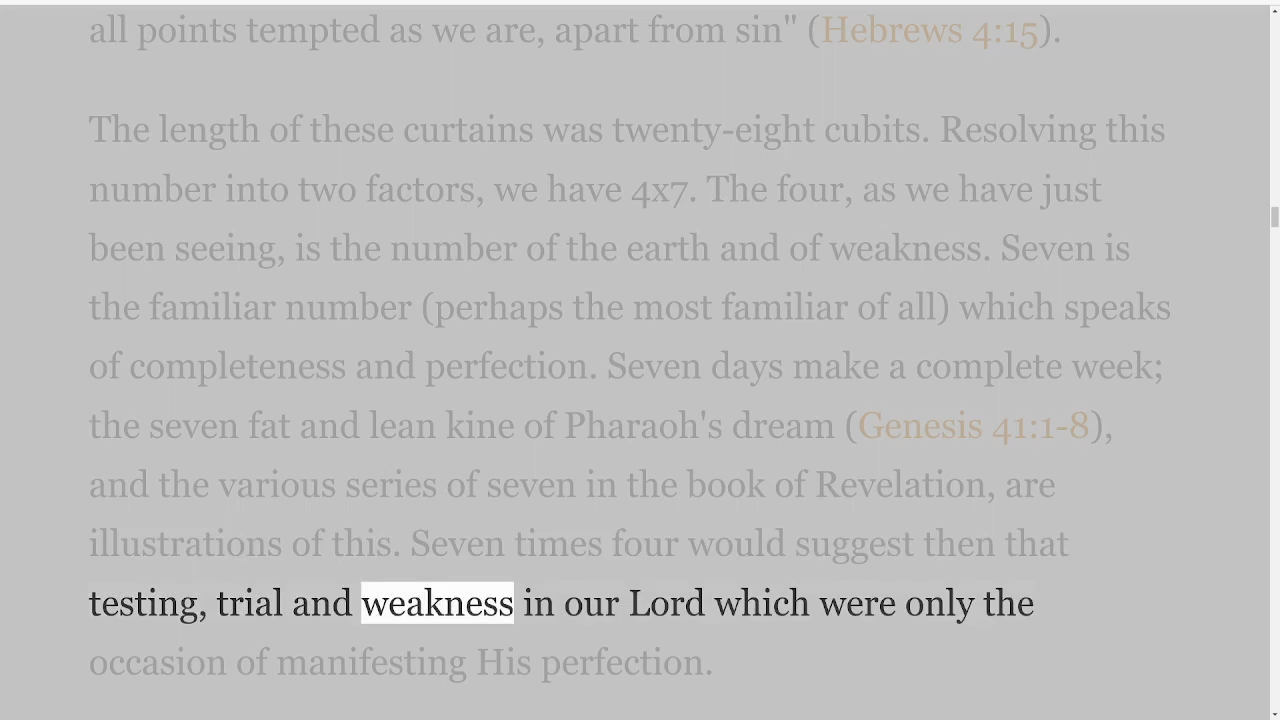 all points tempted as we are, apart from sin" (Hebrews 4:15).
The length of these curtains was twenty-eight cubits. Resolving this
number into two factors, we have 4x7. The four, as we have just
been seeing, is the number of the earth and of weakness. Seven is
the familiar number (perhaps the most familiar of all) which speaks
of completeness and perfection. Seven days make a complete week;
the seven fat and lean kine of Pharaoh's dream (Genesis 41:1-8),
and the various series of seven in the book of Revelation, are
illustrations of this. Seven times four would suggest then that
testing, trial and weakness in our Lord which were only the
occasion of manifesting His perfection.